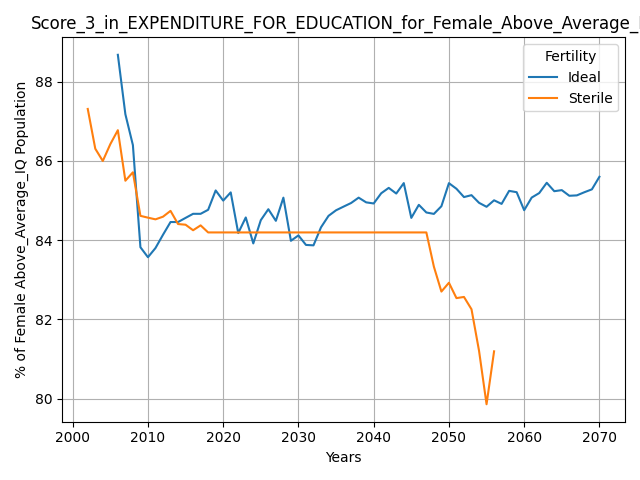 Score_3_in_EXPENDITURE_FOR_EDUCATION_for_Female_Above_Average_
% of Female Above_Average_IQ Population
88
86
84
82
80
Fertility
Ideal
Sterile
2000 2010 2020 2030 2040 2050 2060 2070
Years